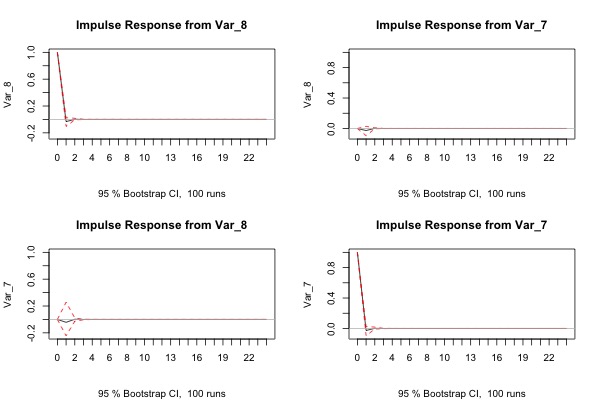 Impulse Response from Var_8
Var_8
1.0
0.6
0.2
-0.2
0 2 4 6 8 10 13 16 19 22
95 % Bootstrap CI,  100 runs
Impulse Response from Var_7
Var_8
0.8
0.4
0.0
0 2 4 6 8 10 13 16 19 22
95 % Bootstrap CI,  100 runs
Impulse Response from Var_8
Var_7
1.0
0.6
0.2
-0.2
0 2 4 6 8 10 13 16 19 22
95 % Bootstrap CI,  100 runs
Impulse Response from Var_7
Var_7
0.8
0.4
0.0
0 2 4 6 8 10 13 16 19 22
95 % Bootstrap CI,  100 runs